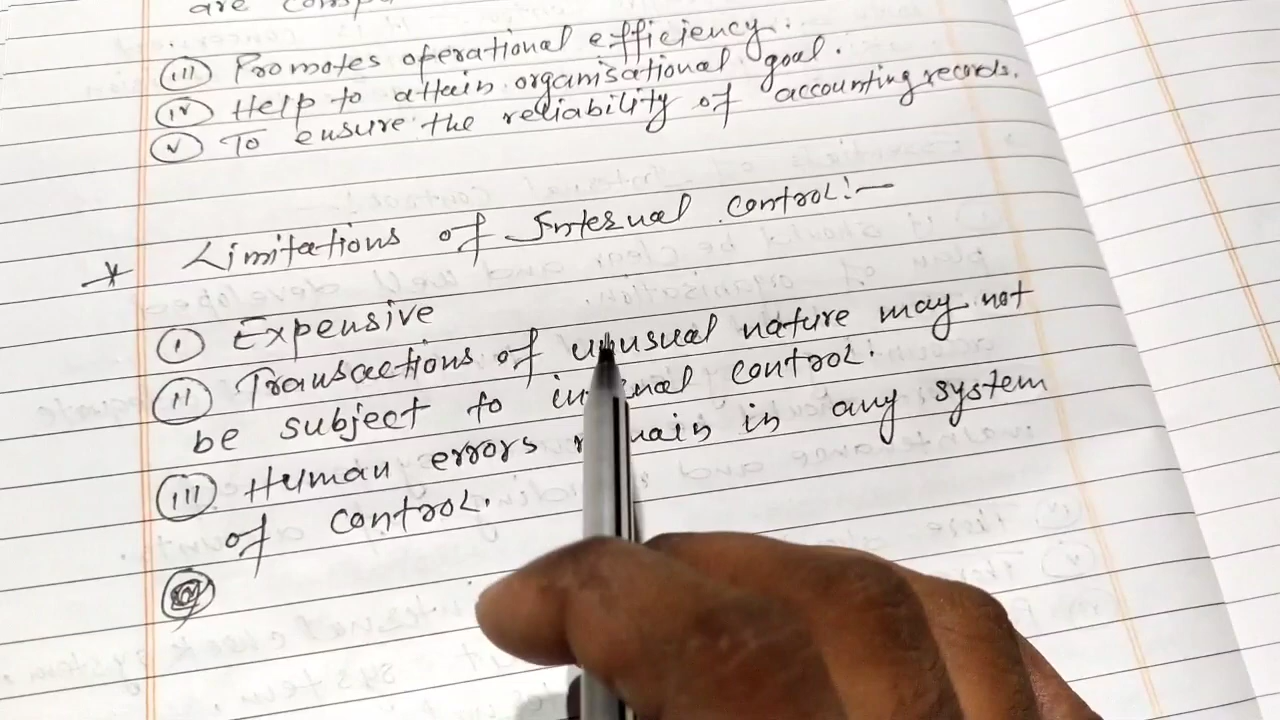 are
(iii) Promotes operational efficiency.
(iv) Help to attain organisational goal.
(v) To ensure the reliability of accounting records.
* Limitations of Internal control:—
(i) Expensive
(ii) Transactions of unusual nature may not
be subject to internal control.
(iii) Human errors remain in any system
of control.